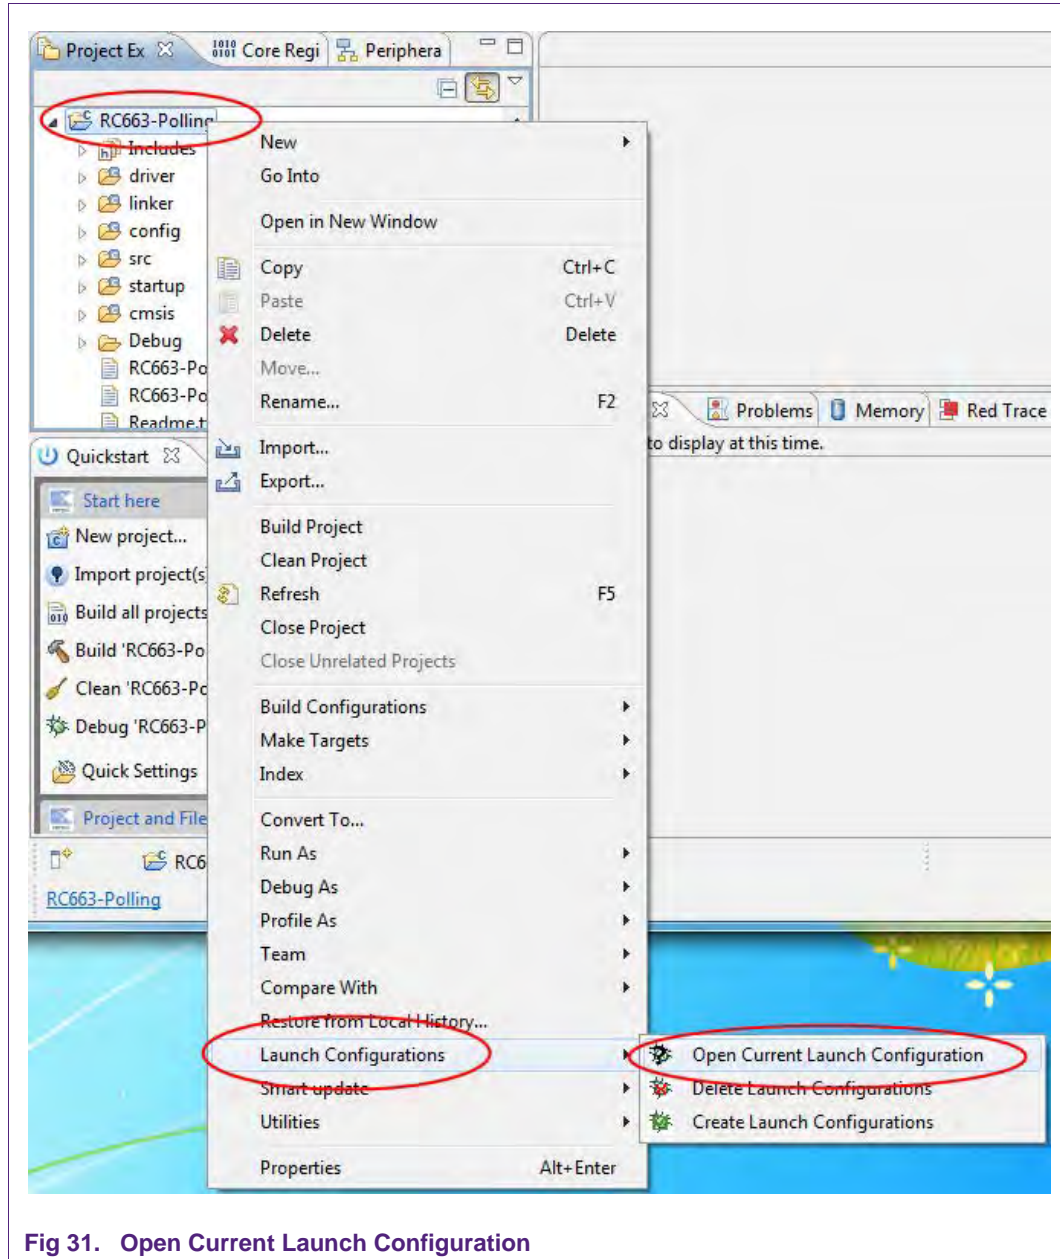 Project Ex
Core Regi
Periphera
RC663-Polling
Includes
driver
linker
config
src
startup
cmsis
Debug
RC663-Po
RC663-Po
Readme.t
Quickstart
Start here
New project...
Import project(s
Build all projects
Build 'RC663-Po
Clean 'RC663-Po
Debug 'RC663-P
Quick Settings
Project and File
RC6
RC663-Polling
New
Go Into
Open in New Window
Copy Ctrl+C
Paste Ctrl+V
Delete Delete
Move...
Rename... F2
Import...
Export...
Build Project
Clean Project
Refresh F5
Close Project
Close Unrelated Projects
Build Configurations
Make Targets
Index
Convert To...
Run As
Debug As
Profile As
Team
Compare With
Restore from Local History...
Launch Configurations
Smart update
Utilities
Properties Alt+Enter
Problems
Memory
Red Trace
to display at this time.
Open Current Launch Configuration
Delete Launch Configurations
Create Launch Configurations
Fig 31. Open Current Launch Configuration